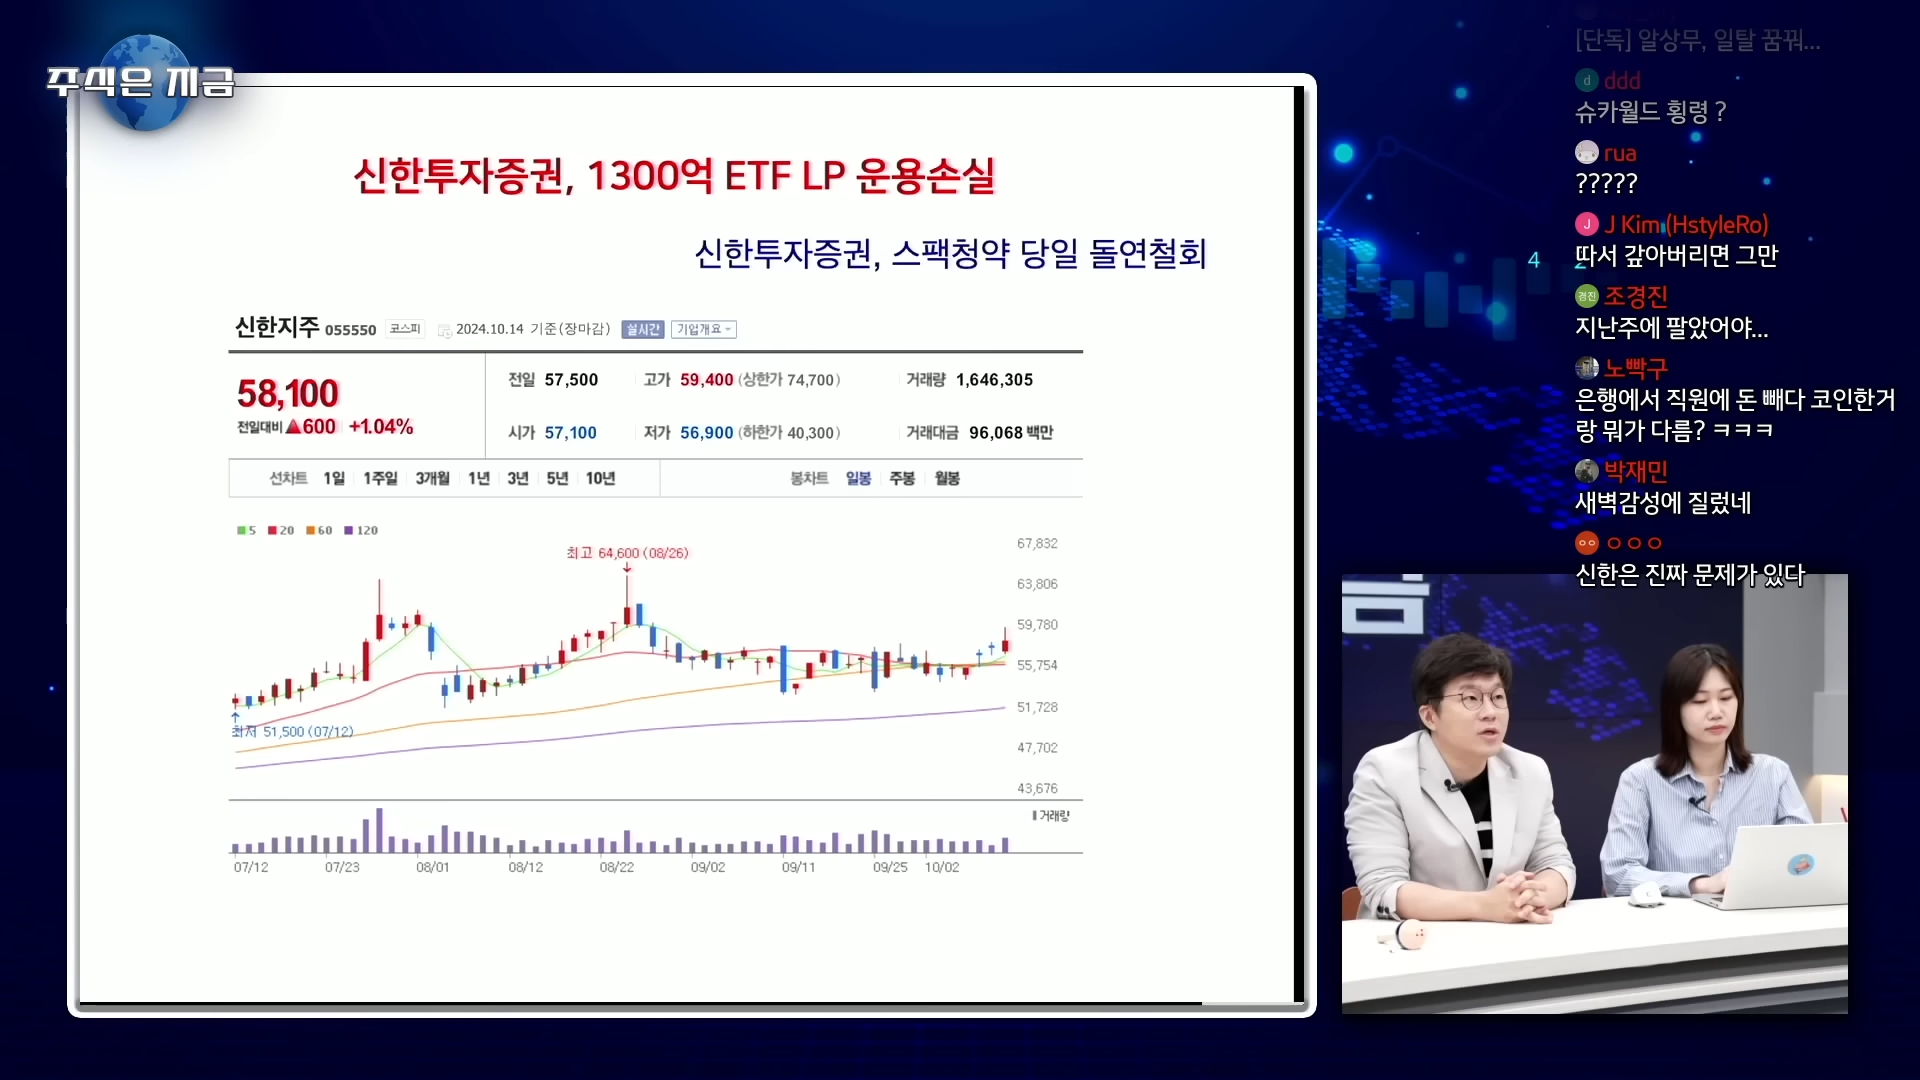 주식은 지금
신한투자증권, 1300억 ETF LP 운용손실
신한투자증권, 스팩청약 당일 돌연철회
신한지주 055550 코스피 2024.10.14 기준(장마감) 실시간 기업개요
58,100
전일대비 ▲600 +1.04%
전일 57,500 고가 59,400 (상한가 74,700) 거래량 1,646,305
시가 57,100 저가 56,900 (하한가 40,300) 거래대금 96,068 백만
선차트 1일 1주일 3개월 1년 3년 5년 10년 봉차트 일봉 주봉 월봉
5 20 60 120
최고 64,600 (08/26)
최저 51,500 (07/12)
67,832
63,806
59,780
55,754
51,728
47,702
43,676
거래량
07/12 07/23 08/01 08/12 08/22 09/02 09/11 09/25 10/02
[단독] 알상무, 일탈 꿈꿔...
d ddd
슈카월드 횡령 ?
rua
?????
J J Kim (HstyleRo)
따서 갚아버리면 그만
경진 조경진
지난주에 팔았어야...
노빡구
은행에서 직원에 돈 빼다 코인한거
랑 뭐가 다름? ㅋㅋㅋ
박재민
새벽감성에 질렀네
ㅇㅇ ㅇㅇㅇ
신한은 진짜 문제가 있다
4
2